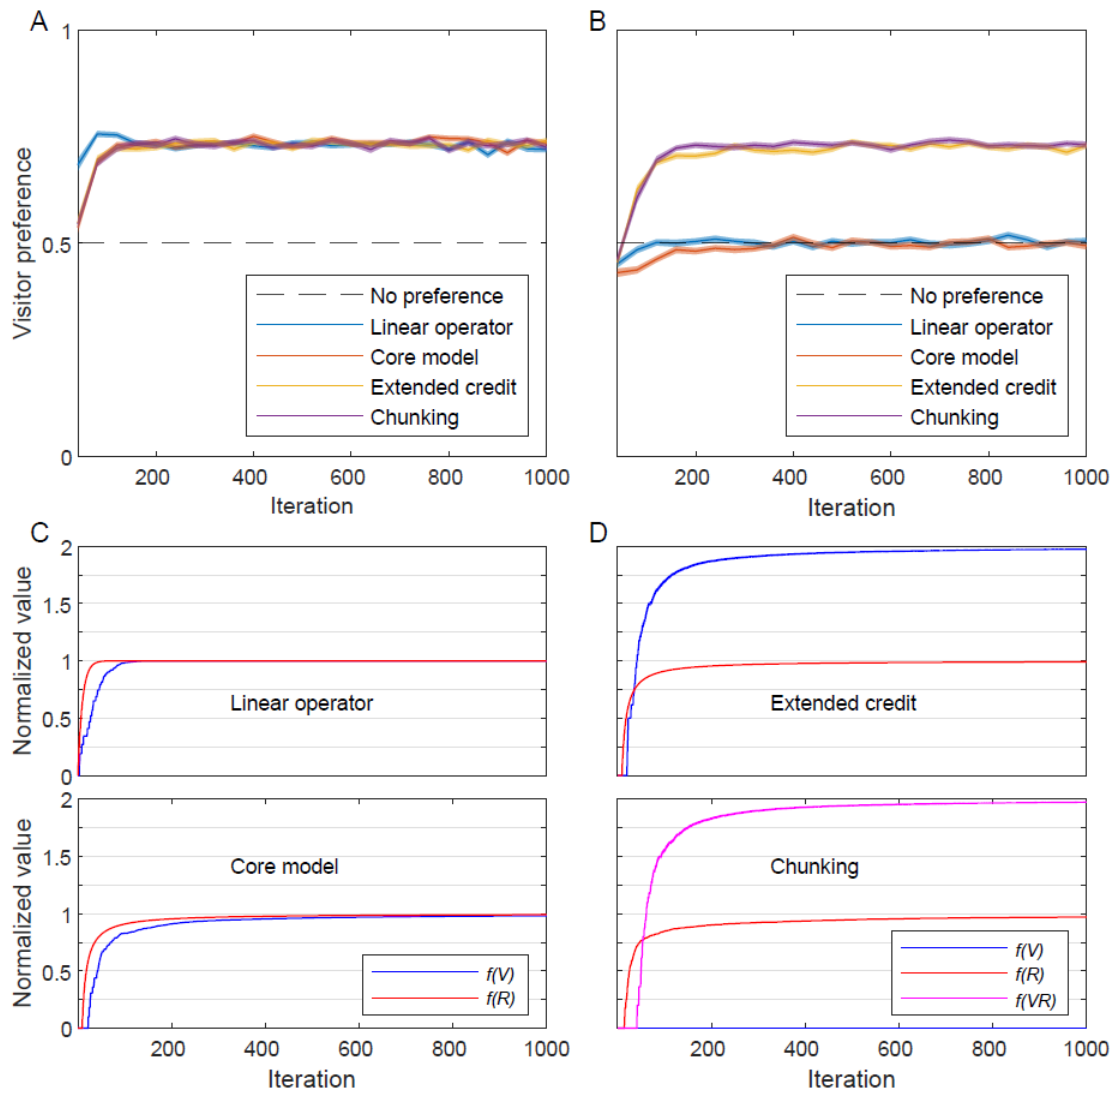 A
B
1
0.5
0
Visitor preference
No preference
Linear operator
Core model
Extended credit
Chunking
No preference
Linear operator
Core model
Extended credit
Chunking
200 400 600 800 1000
200 400 600 800 1000
Iteration
Iteration
C
D
2
1.5
1
0.5
0
Normalized value
Linear operator
Extended credit
2
1.5
1
0.5
0
Normalized value
Core model
Chunking
f(V)
f(R)
f(V)
f(R)
f(VR)
200 400 600 800 1000
200 400 600 800 1000
Iteration
Iteration